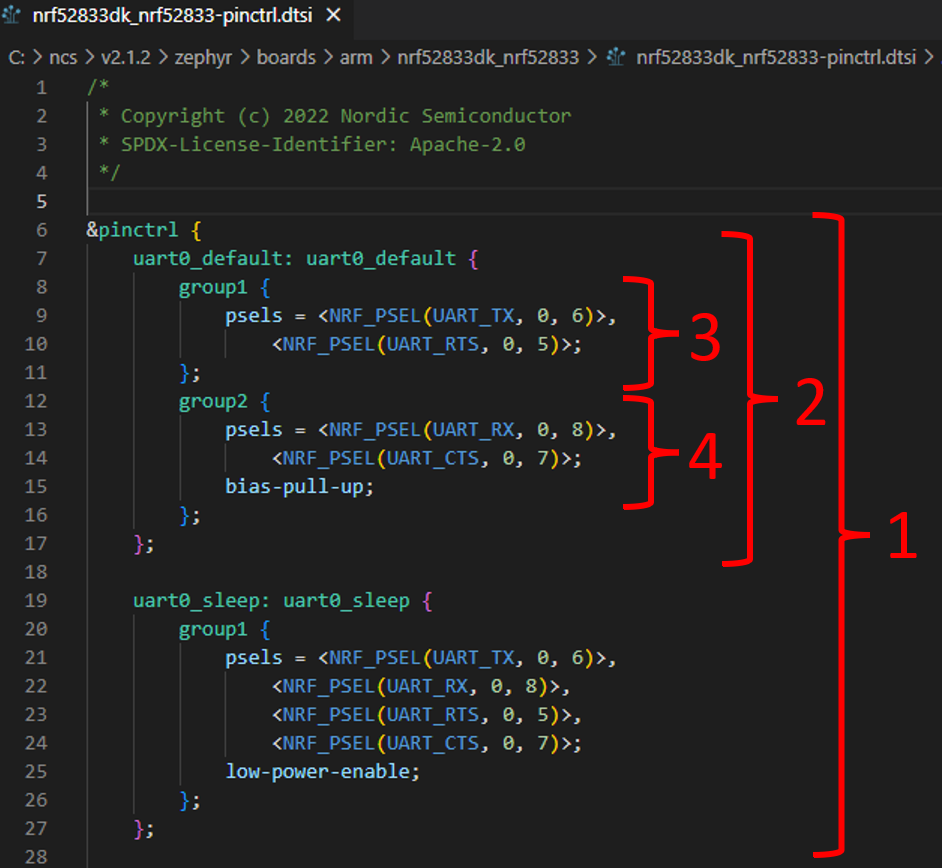 nrf52833dk_nrf52833-pinctrl.dtsi ×
C: > ncs > v2.1.2 > zephyr > boards > arm > nrf52833dk_nrf52833 > nrf52833dk_nrf52833-pinctrl.dtsi >
1 /*
2 * Copyright (c) 2022 Nordic Semiconductor
3 * SPDX-License-Identifier: Apache-2.0
4 */
5
6 &pinctrl {
7 uart0_default: uart0_default {
8 group1 {
9 psels = <NRF_PSEL(UART_TX, 0, 6)>,
10 <NRF_PSEL(UART_RTS, 0, 5)>;
11 };
12 group2 {
13 psels = <NRF_PSEL(UART_RX, 0, 8)>,
14 <NRF_PSEL(UART_CTS, 0, 7)>;
15 bias-pull-up;
16 };
17 };
18
19 uart0_sleep: uart0_sleep {
20 group1 {
21 psels = <NRF_PSEL(UART_TX, 0, 6)>,
22 <NRF_PSEL(UART_RX, 0, 8)>,
23 <NRF_PSEL(UART_RTS, 0, 5)>,
24 <NRF_PSEL(UART_CTS, 0, 7)>;
25 low-power-enable;
26 };
27 };
28
3
2
4
1